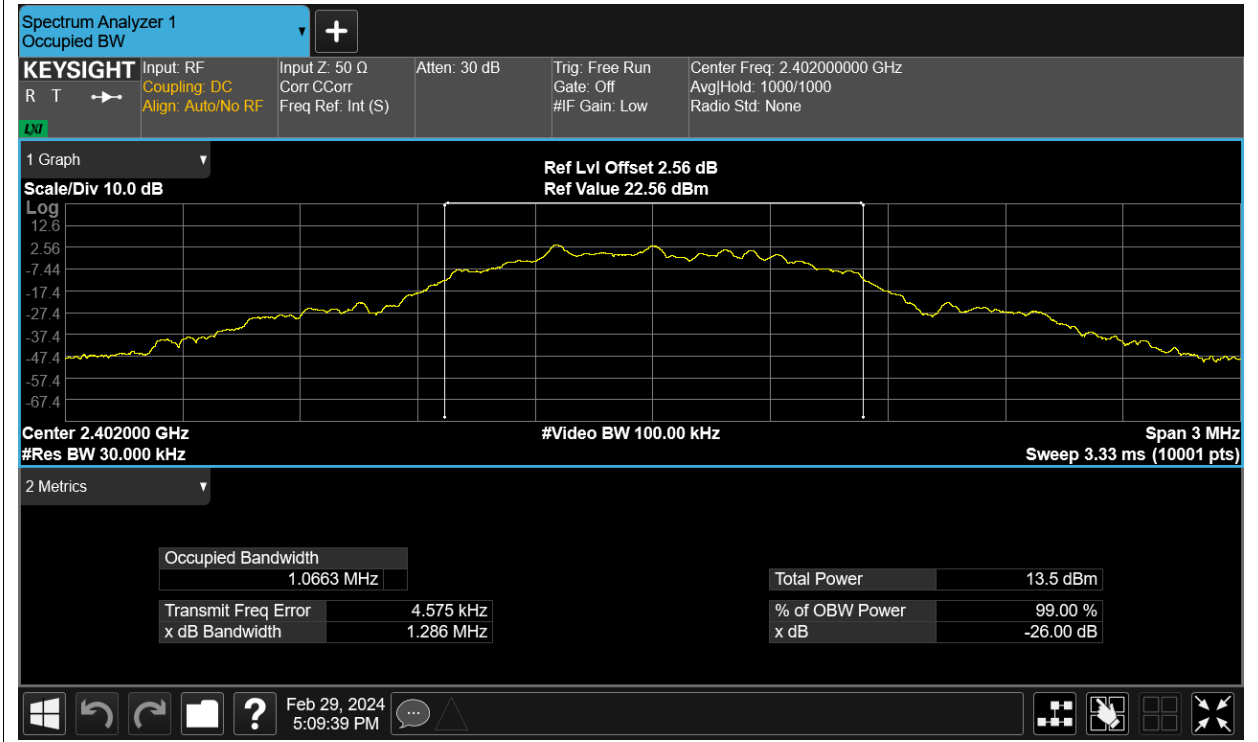 Spectrum Analyzer 1
Occupied BW
+
KEYSIGHT
R T
LXI
Input: RF
Coupling: DC
Align: Auto/No RF
Input Z: 50 Ω
Corr CCorr
Freq Ref: Int (S)
Atten: 30 dB
Trig: Free Run
Gate: Off
#IF Gain: Low
Center Freq: 2.402000000 GHz
Avg|Hold: 1000/1000
Radio Std: None
1 Graph
Scale/Div 10.0 dB
Ref Lvl Offset 2.56 dB
Ref Value 22.56 dBm
Log
12.6
2.56
-7.44
-17.4
-27.4
-37.4
-47.4
-57.4
-67.4
Center 2.402000 GHz
#Video BW 100.00 kHz
Span 3 MHz
#Res BW 30.000 kHz
Sweep 3.33 ms (10001 pts)
2 Metrics
Occupied Bandwidth
1.0663 MHz
Total Power 13.5 dBm
Transmit Freq Error 4.575 kHz
% of OBW Power 99.00 %
x dB Bandwidth 1.286 MHz
x dB -26.00 dB
?
Feb 29, 2024
5:09:39 PM